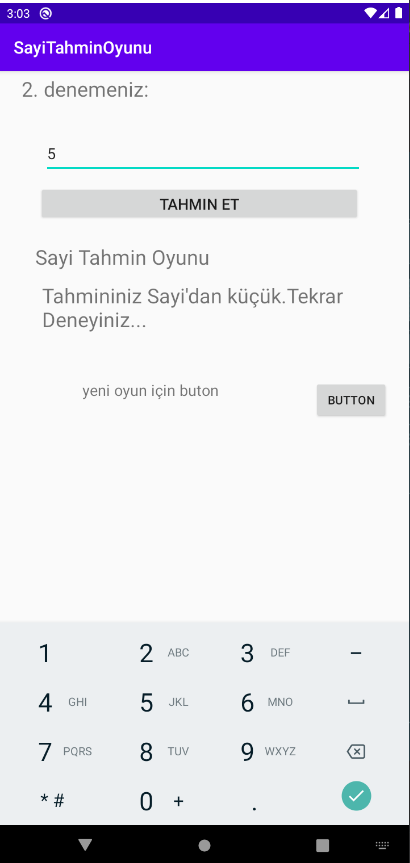 3:03
SayiTahminOyunu
2. denemeniz:
5
TAHMIN ET
Sayi Tahmin Oyunu
Tahmininiz Sayi'dan küçük.Tekrar
Deneyiniz...
yeni oyun için buton
BUTTON
1 2 ABC 3 DEF –
4 GHI 5 JKL 6 MNO
7 PQRS 8 TUV 9 WXYZ
* # 0 + .